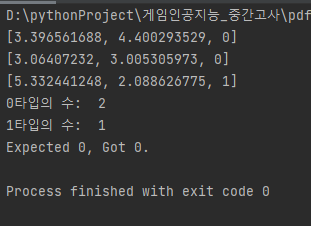 D:\pythonProject\게임인공지능_중간고사\pdf
[3.396561688, 4.400293529, 0]
[3.06407232, 3.005305973, 0]
[5.332441248, 2.088626775, 1]
0타입의 수:  2
1타입의 수:  1
Expected 0, Got 0.
Process finished with exit code 0